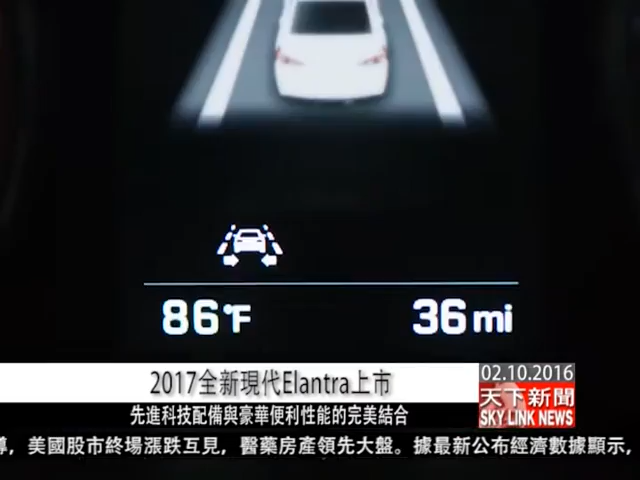 86°F
36 mi
2017全新現代Elantra上市
02.10.2016
先進科技配備與豪華便利性能的完美結合
天下新聞
SKY LINK NEWS
，美國股市終場漲跌互見，醫藥房產領先大盤。據最新公布經濟數據顯示，